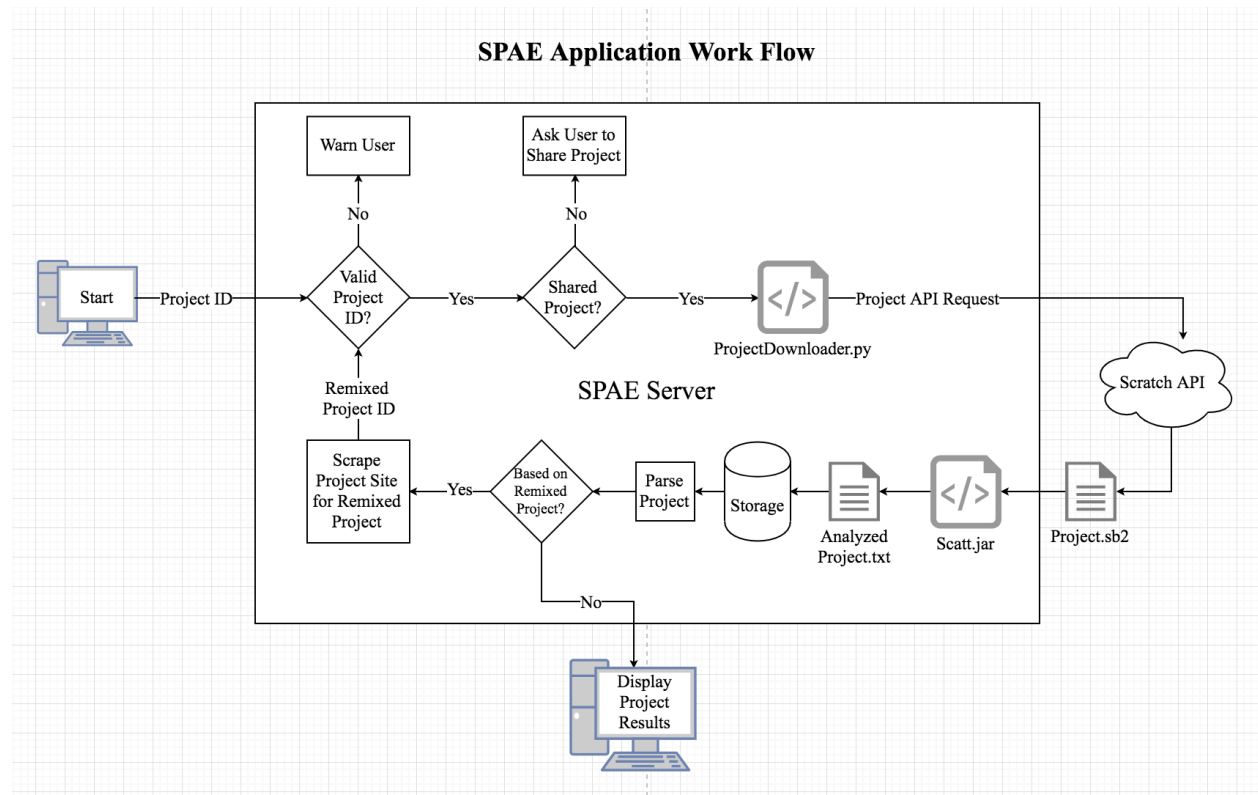 SPAE Application Work Flow
Warn User
Ask User to
Share Project
No
No
Start
Project ID
Valid
Project
ID?
Yes
Shared
Project?
Yes
</>
ProjectDownloader.py
Project API Request
Scratch API
Remixed
Project ID
SPAE Server
Scrape
Project Site
for Remixed
Project
Yes
Based on
Remixed
Project?
Parse
Project
Storage
Analyzed
Project.txt
</>
Scatt.jar
Project.sb2
No
Display
Project
Results